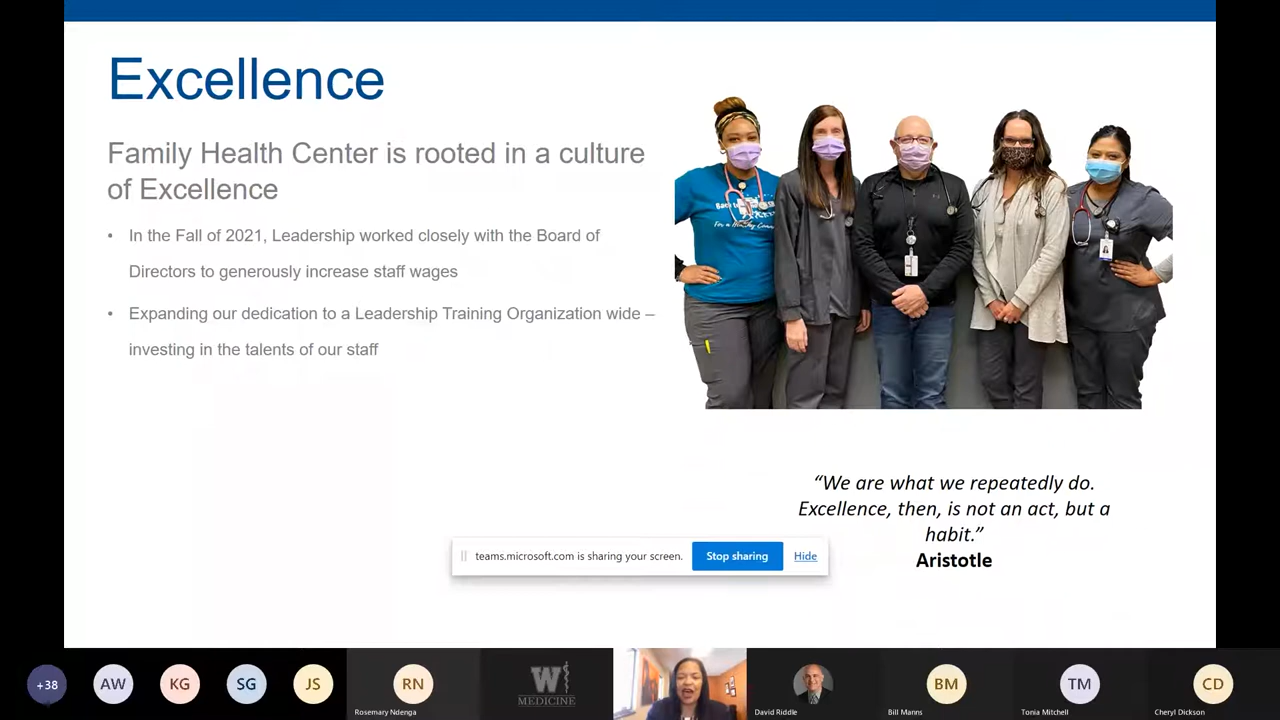 Excellence
Family Health Center is rooted in a culture
of Excellence
• In the Fall of 2021, Leadership worked closely with the Board of
Directors to generously increase staff wages
• Expanding our dedication to a Leadership Training Organization wide –
investing in the talents of our staff
“We are what we repeatedly do.
Excellence, then, is not an act, but a
habit.”
Aristotle
teams.microsoft.com is sharing your screen.
Stop sharing
Hide
+38
AW
KG
SG
JS
RN
Rosemary Ndenga
W
MEDICINE
David Riddle
BM
Bill Manns
TM
Tonia Mitchell
CD
Cheryl Dickson